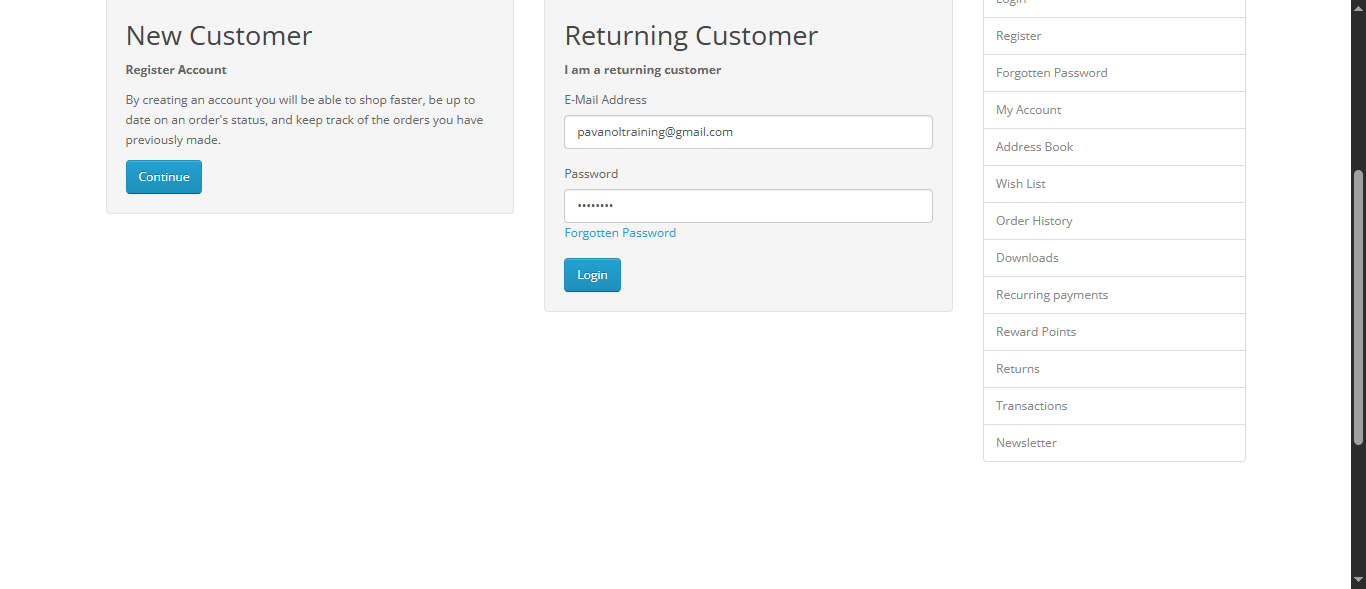 New Customer
Register Account
By creating an account you will be able to shop faster, be up to
date on an order's status, and keep track of the orders you have
previously made.
Continue
Returning Customer
I am a returning customer
E-Mail Address
pavanoltraining@gmail.com
Password
••••••••
Forgotten Password
Login
Login
Register
Forgotten Password
My Account
Address Book
Wish List
Order History
Downloads
Recurring payments
Reward Points
Returns
Transactions
Newsletter